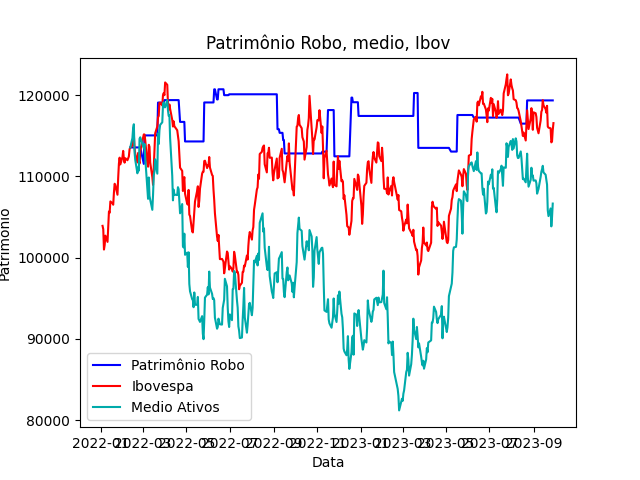 Patrimônio Robo, medio, Ibov
Patrimonio
120000
110000
100000
90000
80000
Patrimônio Robo
Ibovespa
Medio Ativos
2022-01 2022-03 2022-05 2022-07 2022-09 2022-11 2023-01 2023-03 2023-05 2023-07 2023-09
Data